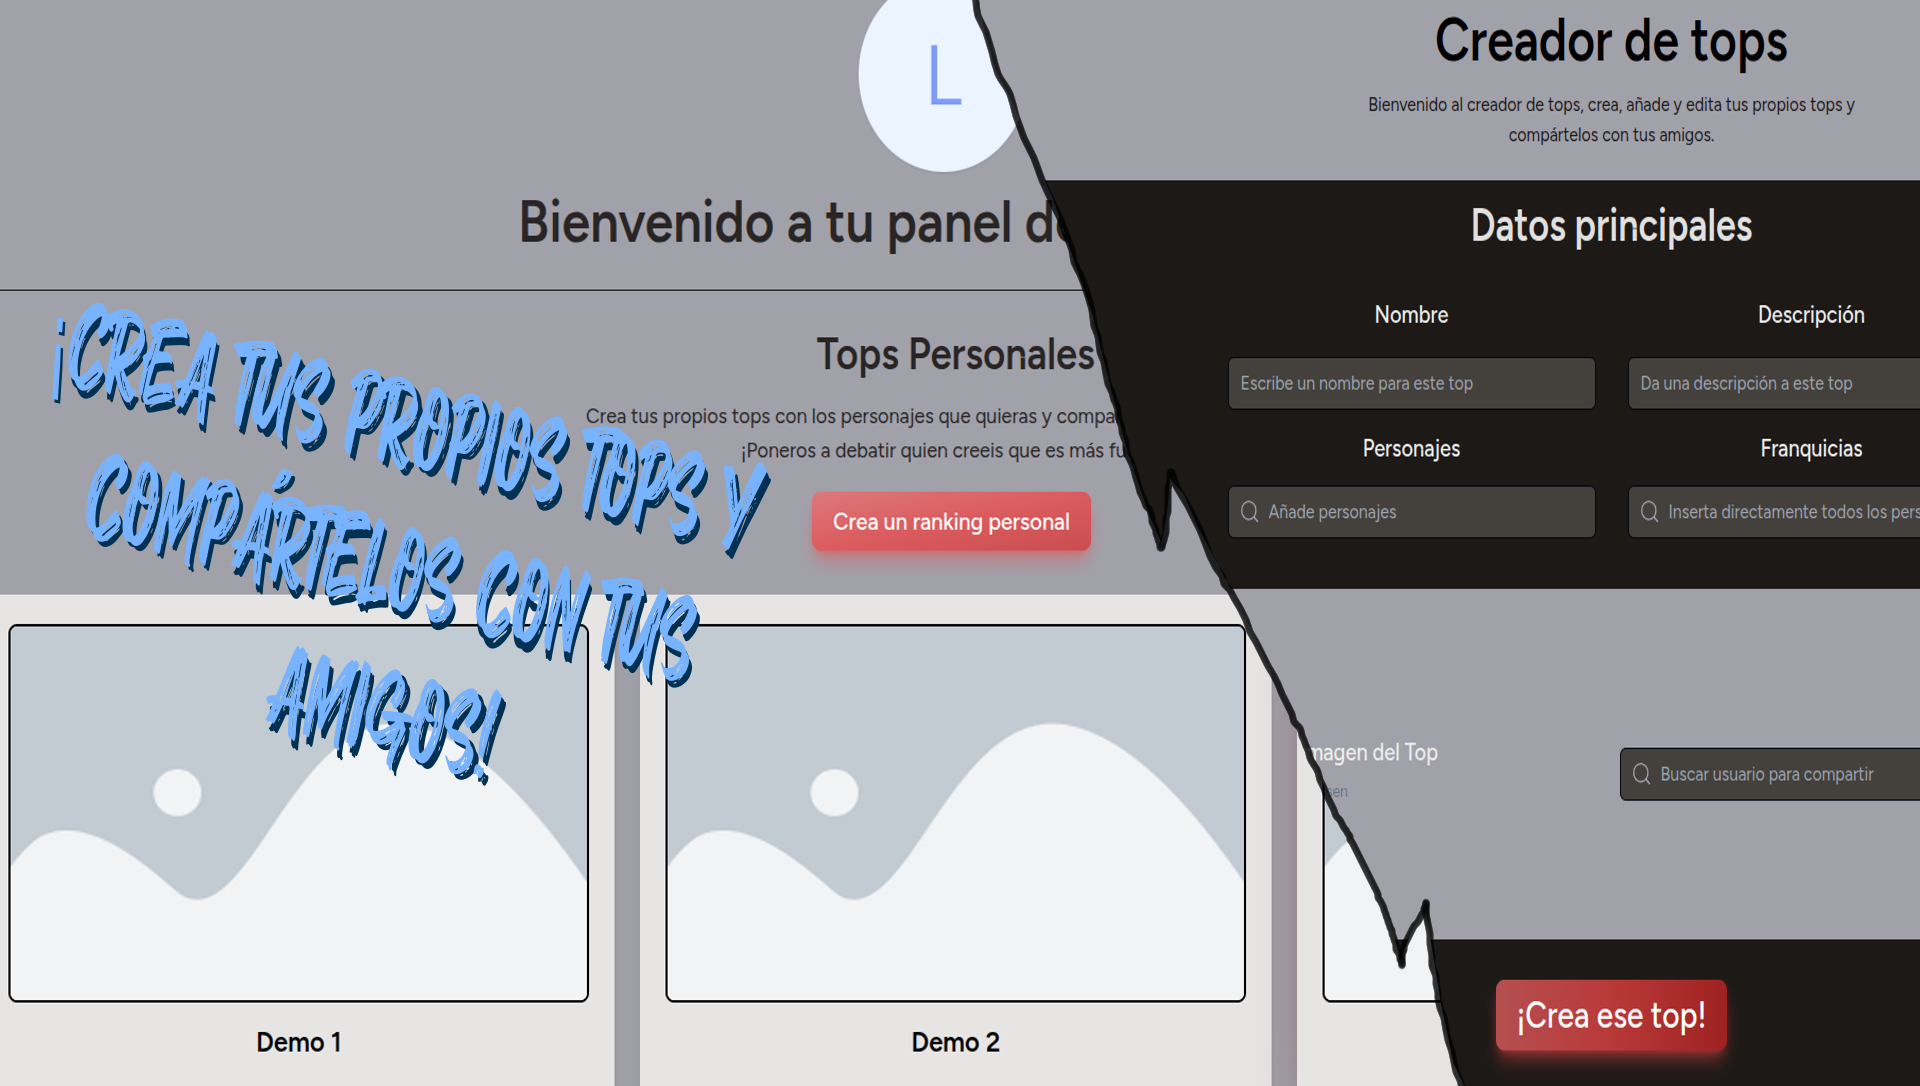 L
Bienvenido a tu panel d
Tops Personales
Crea tus propios tops con los personajes que quieras y compa
¡Poneros a debatir quien creeis que es más fu
Crea un ranking personal
¡CREA TUS PROPIOS TOPS Y
COMPÁRTELOS CON TUS
AMIGOS!
Demo 1
Demo 2
Creador de tops
Bienvenido al creador de tops, crea, añade y edita tus propios tops y
compártelos con tus amigos.
Datos principales
Nombre
Descripción
Escribe un nombre para este top
Da una descripción a este top
Personajes
Franquicias
Añade personajes
Inserta directamente todos los pers
magen del Top
sen
Buscar usuario para compartir
¡Crea ese top!